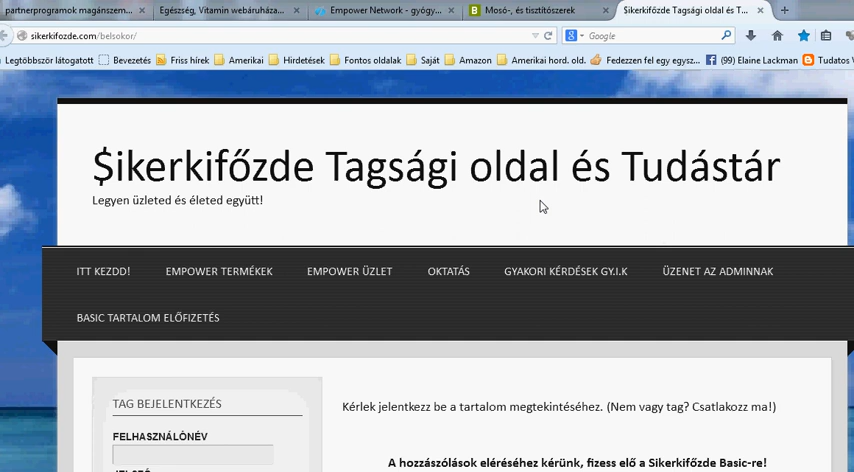 partnerprogramok magánszem...
Egészség, Vitamin webáruháza...
Empower Network - gyógy...
Mosó-, és tisztítószerek
$ikerkifőzde Tagsági oldal és T...
sikerkifozde.com/belsokor/
Google
Legtöbbször látogatott
Bevezetés
Friss hírek
Amerikai
Hirdetések
Fontos oldalak
Saját
Amazon
Amerikai hord. old.
Fedezzen fel egy egysz...
(99) Elaine Lackman
Tudatos V
$ikerkifőzde Tagsági oldal és Tudástár
Legyen üzleted és életed együtt!
ITT KEZDD!
EMPOWER TERMÉKEK
EMPOWER ÜZLET
OKTATÁS
GYAKORI KÉRDÉSEK GY.I.K
ÜZENET AZ ADMINNAK
BASIC TARTALOM ELŐFIZETÉS
TAG BEJELENTKEZÉS
Kérlek jelentkezz be a tartalom megtekintéséhez. (Nem vagy tag? Csatlakozz ma!)
FELHASZNÁLÓNÉV
A hozzászólások eléréséhez kérünk, fizess elő a Sikerkifőzde Basic-re!